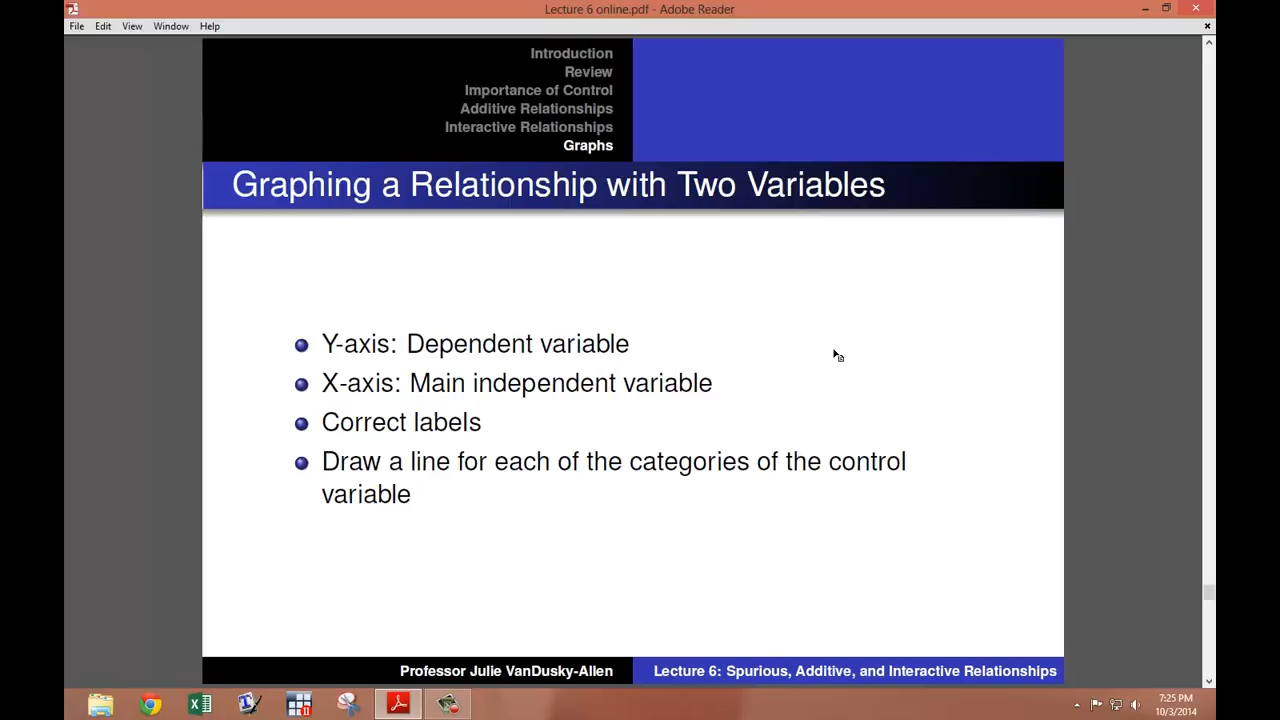 Lecture 6 online.pdf - Adobe Reader
File Edit View Window Help
Introduction
Review
Importance of Control
Additive Relationships
Interactive Relationships
Graphs
Graphing a Relationship with Two Variables
Y-axis: Dependent variable
X-axis: Main independent variable
Correct labels
Draw a line for each of the categories of the control
variable
Professor Julie VanDusky-Allen
Lecture 6: Spurious, Additive, and Interactive Relationships
7:25 PM
10/3/2014